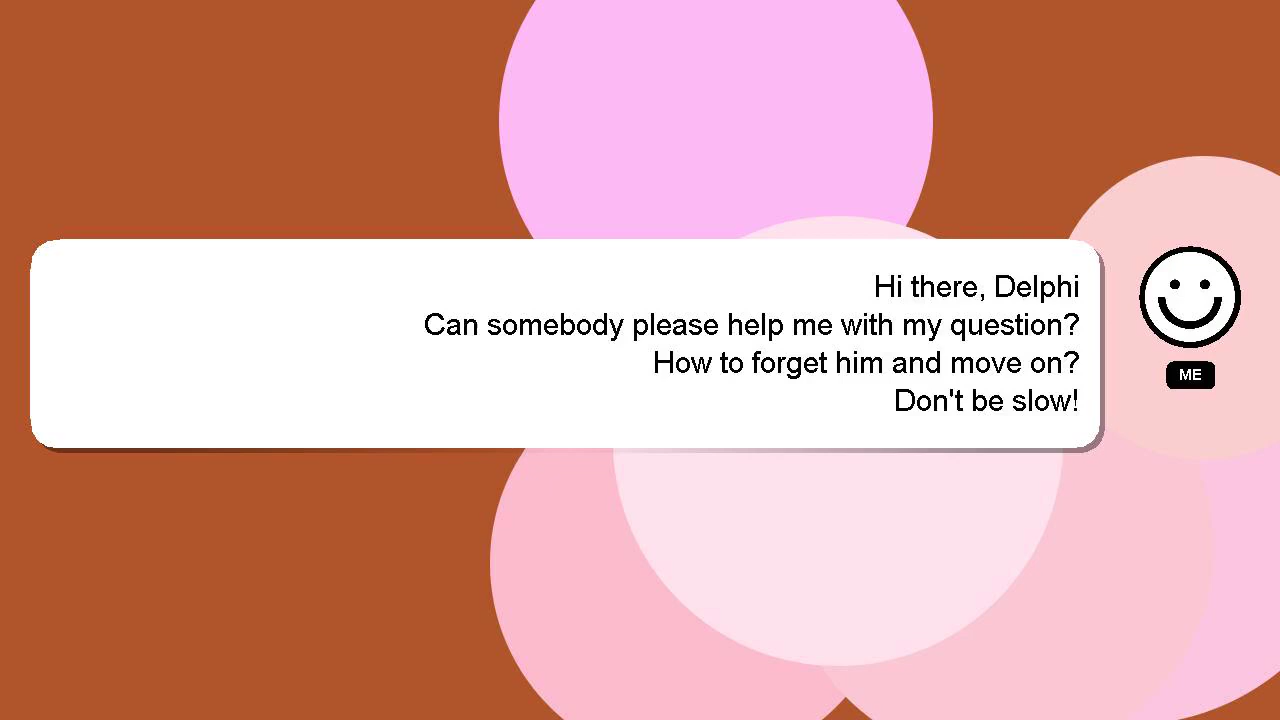 Hi there, Delphi
Can somebody please help me with my question?
How to forget him and move on?
Don't be slow!
ME